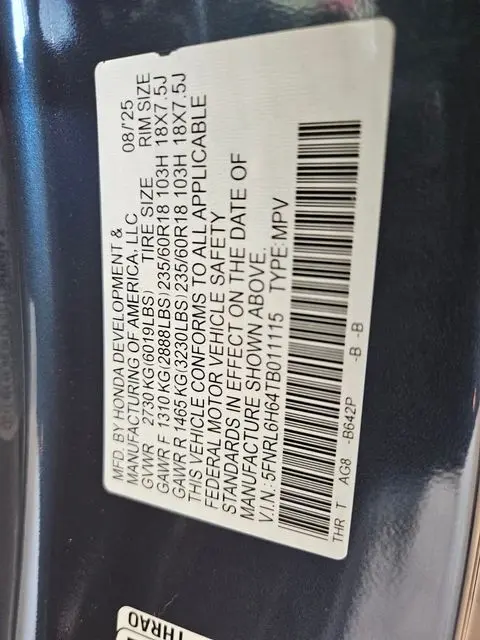 MFD. BY HONDA DEVELOPMENT &
MANUFACTURING OF AMERICA, LLC 08/'25
GVWR 2730 KG(6019LBS) TIRE SIZE RIM SIZE
GAWR F 1310 KG(2888LBS) 235/60R18 103H 18X7.5J
GAWR R 1465 KG(3230LBS) 235/60R18 103H 18X7.5J
THIS VEHICLE CONFORMS TO ALL APPLICABLE
FEDERAL MOTOR VEHICLE SAFETY
STANDARDS IN EFFECT ON THE DATE OF
MANUFACTURE SHOWN ABOVE.
V.I.N.: 5FNRL6H64TB011115 TYPE: MPV
THR T AG8 -B642P -B -B
THRA0